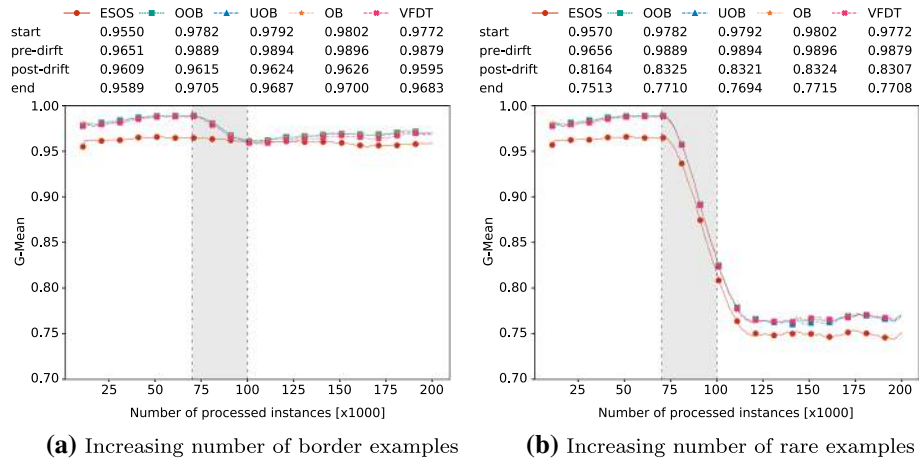 ESOS OOB UOB OB VFDT
start 0.9550 0.9782 0.9792 0.9802 0.9772
pre-dirft 0.9651 0.9889 0.9894 0.9896 0.9879
post-drift 0.9609 0.9615 0.9624 0.9626 0.9595
end 0.9589 0.9705 0.9687 0.9700 0.9683
1.00
0.95
0.90
0.85
0.80
0.75
0.70
G-Mean
25 50 75 100 125 150 175 200
Number of processed instances [x1000]
(a) Increasing number of border examples
ESOS OOB UOB OB VFDT
start 0.9570 0.9782 0.9792 0.9802 0.9772
pre-dirft 0.9656 0.9889 0.9894 0.9896 0.9879
post-drift 0.8164 0.8325 0.8321 0.8324 0.8307
end 0.7513 0.7710 0.7694 0.7715 0.7708
1.00
0.95
0.90
0.85
0.80
0.75
0.70
G-Mean
25 50 75 100 125 150 175 200
Number of processed instances [x1000]
(b) Increasing number of rare examples